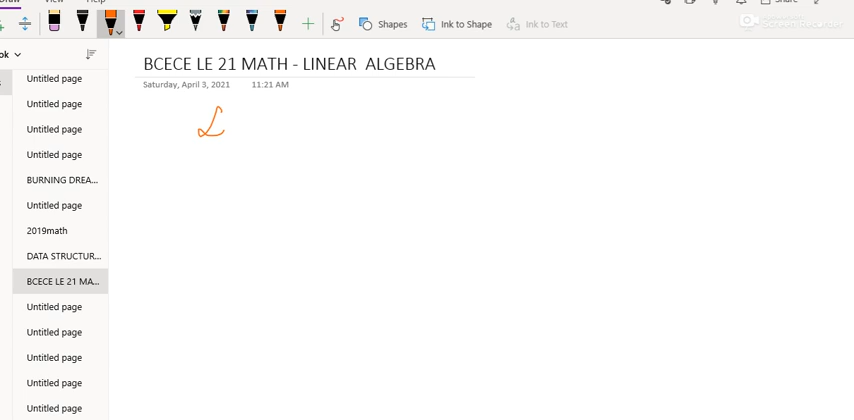 Draw View Help Share
Shapes Ink to Shape Ink to Text
Screen Recorder
ok
BCECE LE 21 MATH - LINEAR ALGEBRA
Saturday, April 3, 2021 11:21 AM
L
Untitled page
Untitled page
Untitled page
Untitled page
BURNING DREA...
Untitled page
2019math
DATA STRUCTUR...
BCECE LE 21 MA...
Untitled page
Untitled page
Untitled page
Untitled page
Untitled page